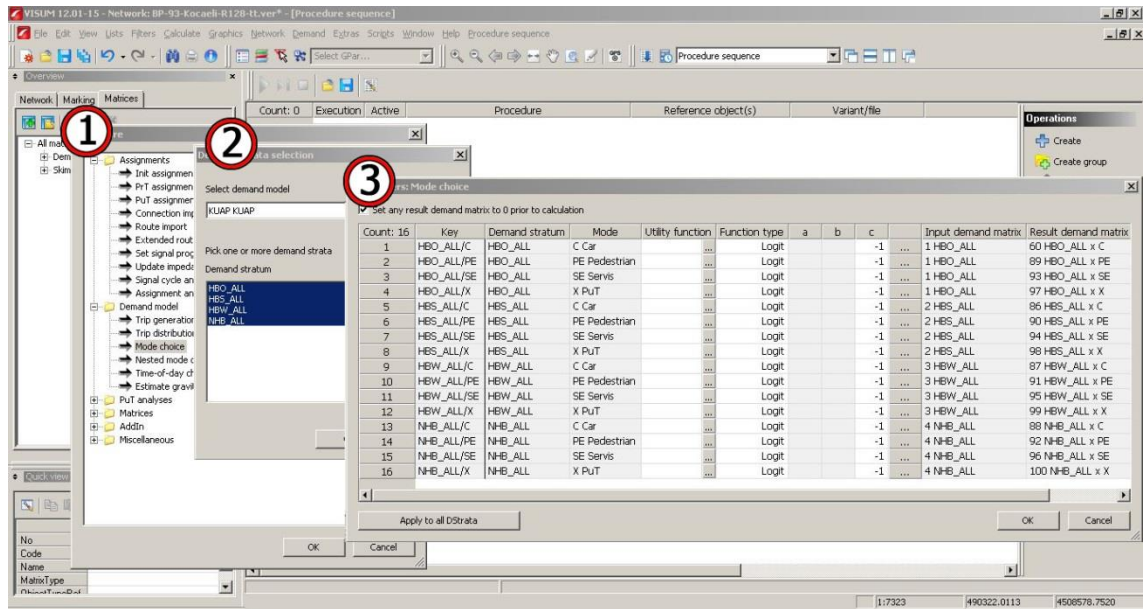 VISUM 12.01-15 - Network: BP-93-Kocaeli-R128-tt.ver* - [Procedure sequence]
File Edit View Lists Filters Calculate Graphics Network Demand Extras Scripts Window Help Procedure sequence
Select GPar... Procedure sequence
Overview
Network Marking Matrices
Count: 0 Execution Active Procedure Reference object(s) Variant/file
Operations
Create
Create group
1
2
3
All ma
Dem
Skim
re
Assignments
Init assignmen
PrT assignmen
PuT assignmer
Connection imp
Route import
Extended rout
Set signal proc
Update impeda
Signal cycle an
Assignment an
Demand model
Trip generation
Trip distribution
Mode choice
Nested mode c
Time-of-day ch
Estimate gravit
PuT analyses
Matrices
AddIn
Miscellaneous
OK Cancel
De ata selection
Select demand model
KUAP KUAP
Pick one or more demand strata
Demand stratum
HBO_ALL
HBS_ALL
HBW_ALL
NHB_ALL
ers: Mode choice
Set any result demand matrix to 0 prior to calculation
Count: 16 Key Demand stratum Mode Utility function Function type a b c Input demand matrix Result demand matrix
1 HBO_ALL/C HBO_ALL C Car ... Logit -1 ... 1 HBO_ALL 60 HBO_ALL x C
2 HBO_ALL/PE HBO_ALL PE Pedestrian ... Logit -1 ... 1 HBO_ALL 89 HBO_ALL x PE
3 HBO_ALL/SE HBO_ALL SE Servis ... Logit -1 ... 1 HBO_ALL 93 HBO_ALL x SE
4 HBO_ALL/X HBO_ALL X PuT ... Logit -1 ... 1 HBO_ALL 97 HBO_ALL x X
5 HBS_ALL/C HBS_ALL C Car ... Logit -1 ... 2 HBS_ALL 86 HBS_ALL x C
6 HBS_ALL/PE HBS_ALL PE Pedestrian ... Logit -1 ... 2 HBS_ALL 90 HBS_ALL x PE
7 HBS_ALL/SE HBS_ALL SE Servis ... Logit -1 ... 2 HBS_ALL 94 HBS_ALL x SE
8 HBS_ALL/X HBS_ALL X PuT ... Logit -1 ... 2 HBS_ALL 98 HBS_ALL x X
9 HBW_ALL/C HBW_ALL C Car ... Logit -1 ... 3 HBW_ALL 87 HBW_ALL x C
10 HBW_ALL/PE HBW_ALL PE Pedestrian ... Logit -1 ... 3 HBW_ALL 91 HBW_ALL x PE
11 HBW_ALL/SE HBW_ALL SE Servis ... Logit -1 ... 3 HBW_ALL 95 HBW_ALL x SE
12 HBW_ALL/X HBW_ALL X PuT ... Logit -1 ... 3 HBW_ALL 99 HBW_ALL x X
13 NHB_ALL/C NHB_ALL C Car ... Logit -1 ... 4 NHB_ALL 88 NHB_ALL x C
14 NHB_ALL/PE NHB_ALL PE Pedestrian ... Logit -1 ... 4 NHB_ALL 92 NHB_ALL x PE
15 NHB_ALL/SE NHB_ALL SE Servis ... Logit -1 ... 4 NHB_ALL 96 NHB_ALL x SE
16 NHB_ALL/X NHB_ALL X PuT ... Logit -1 ... 4 NHB_ALL 100 NHB_ALL x X
Apply to all DStrata OK Cancel
Quick view
No
Code
Name
MatrixType
1:7323 490322.0113 4508578.7520